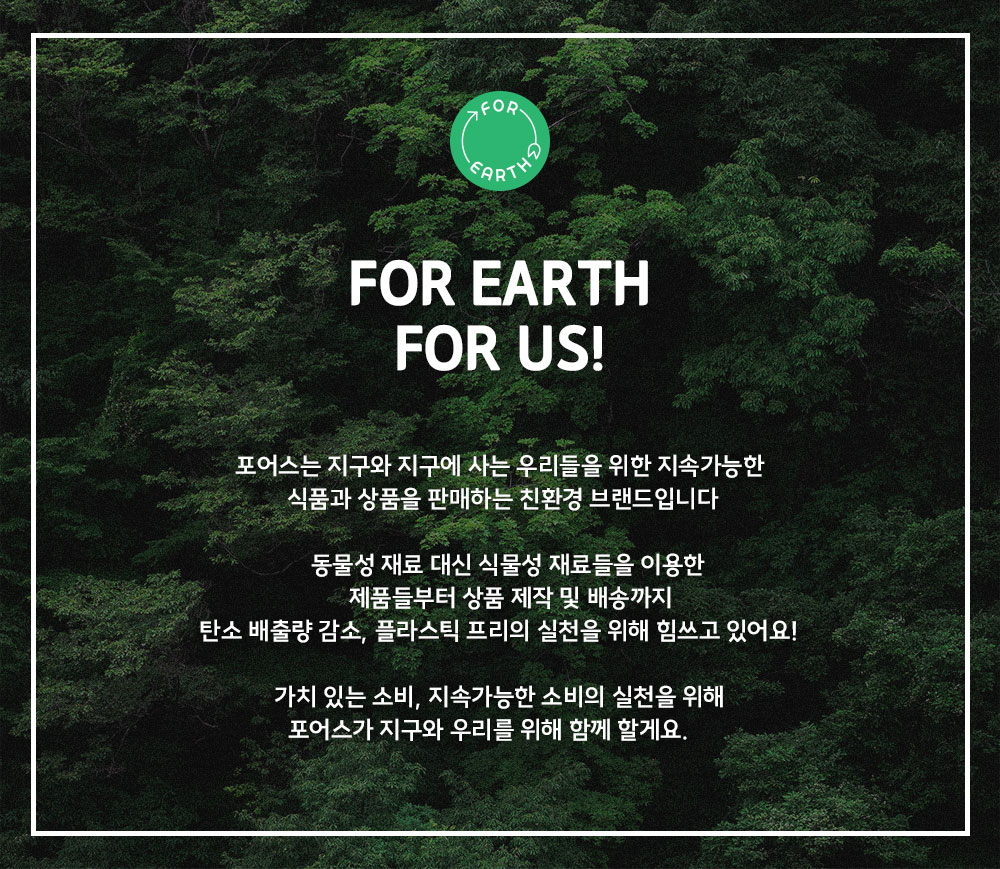 FOR
EARTH
FOR EARTH
FOR US!
포어스는 지구와 지구에 사는 우리들을 위한 지속가능한
식품과 상품을 판매하는 친환경 브랜드입니다
동물성 재료 대신 식물성 재료들을 이용한
제품들부터 상품 제작 및 배송까지
탄소 배출량 감소, 플라스틱 프리의 실천을 위해 힘쓰고 있어요!
가치 있는 소비, 지속가능한 소비의 실천을 위해
포어스가 지구와 우리를 위해 함께 할게요.